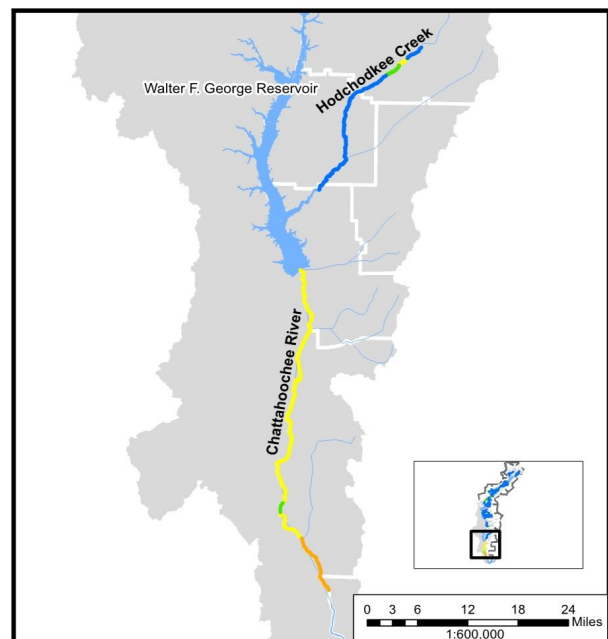 Hodchodkee Creek
Walter F. George Reservoir
Chattahoochee River
0 3 6 12 18 24
Miles
1:600,000